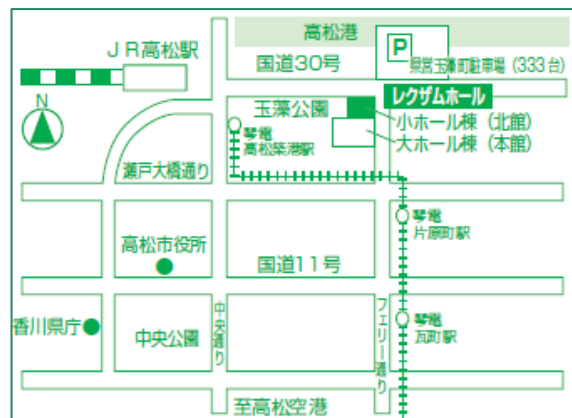 高松港
JR高松駅
国道30号
P
県営玉藻町駐車場(333台)
レクザムホール
玉藻公園
小ホール棟(北館)
大ホール棟(本館)
N
琴電
高松築港駅
瀬戸大橋通り
琴電
片原町駅
高松市役所
国道11号
香川県庁
中央公園
中央通り
フェリー通り
琴電
瓦町駅
至高松空港